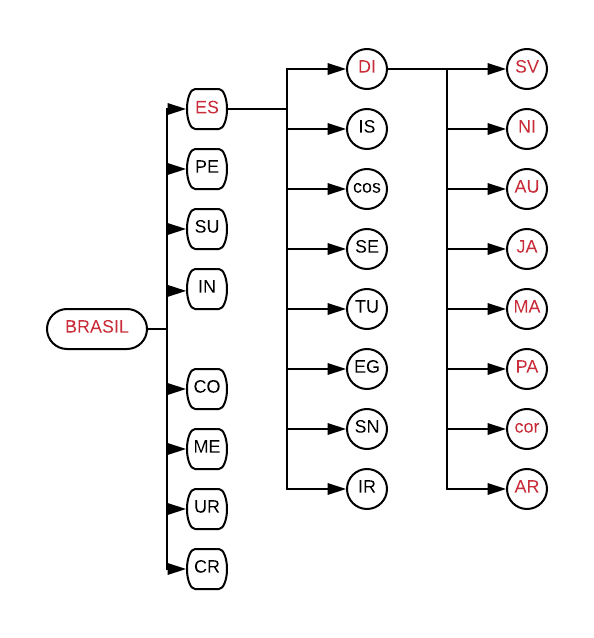 BRASIL
ES
PE
SU
IN
CO
ME
UR
CR
DI
IS
cos
SE
TU
EG
SN
IR
SV
NI
AU
JA
MA
PA
cor
AR